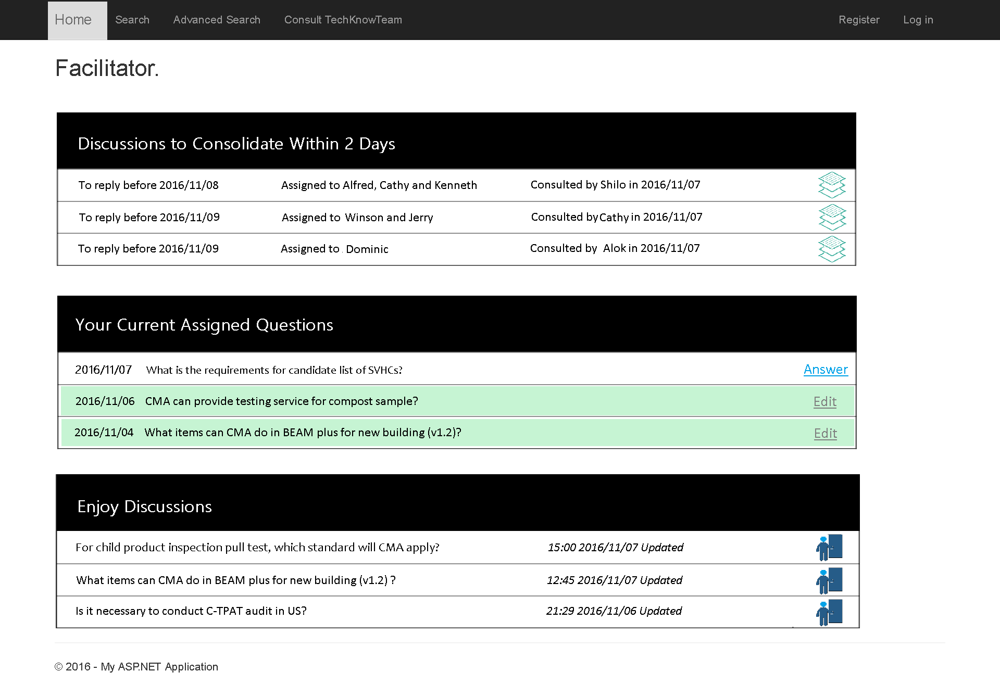 Home Search Advanced Search Consult TechKnowTeam Register Log in
Facilitator.
Discussions to Consolidate Within 2 Days
To reply before 2016/11/08 Assigned to Alfred, Cathy and Kenneth Consulted by Shilo in 2016/11/07
To reply before 2016/11/09 Assigned to Winson and Jerry Consulted by Cathy in 2016/11/07
To reply before 2016/11/09 Assigned to Dominic Consulted by Alok in 2016/11/07
Your Current Assigned Questions
2016/11/07 What is the requirements for candidate list of SVHCs? Answer
2016/11/06 CMA can provide testing service for compost sample? Edit
2016/11/04 What items can CMA do in BEAM plus for new building (v1.2)? Edit
Enjoy Discussions
For child product inspection pull test, which standard will CMA apply? 15:00 2016/11/07 Updated
What items can CMA do in BEAM plus for new building (v1.2) ? 12:45 2016/11/07 Updated
Is it necessary to conduct C-TPAT audit in US? 21:29 2016/11/06 Updated
© 2016 - My ASP.NET Application